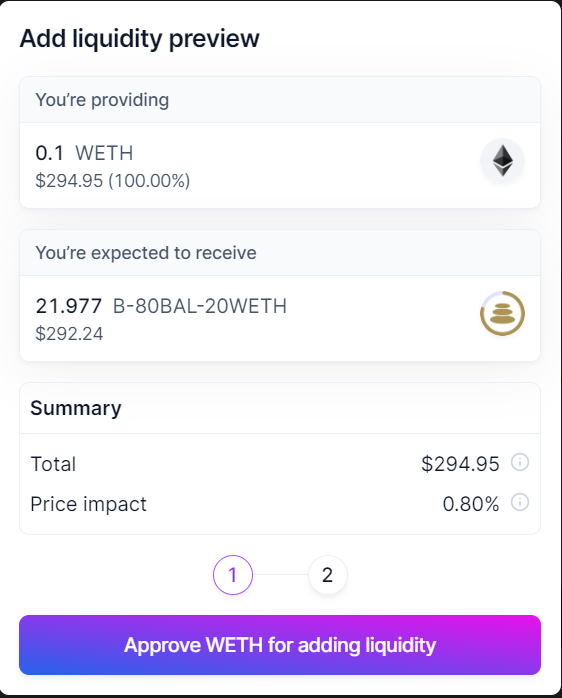 Add liquidity preview
You’re providing
0.1 WETH
$294.95 (100.00%)
You’re expected to receive
21.977 B-80BAL-20WETH
$292.24
Summary
Total $294.95
Price impact 0.80%
1 2
Approve WETH for adding liquidity